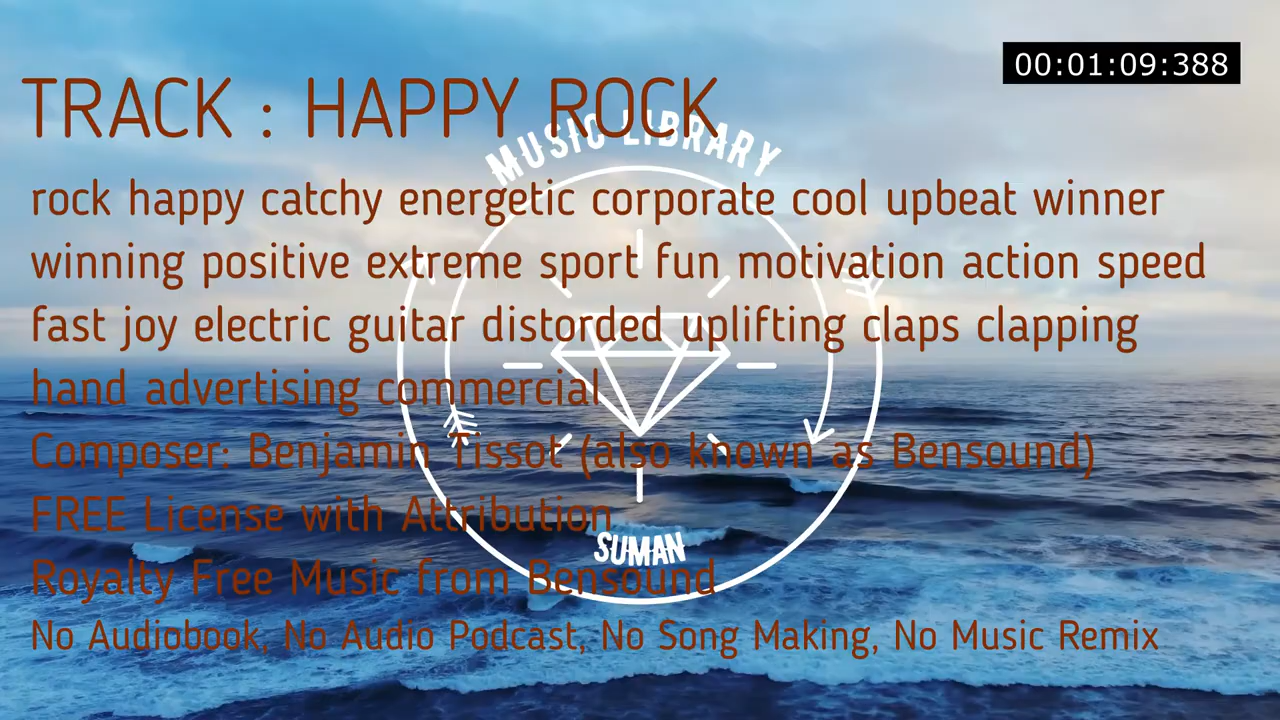 00:01:09:388
TRACK : HAPPY ROCK
MUSIC LIBRARY
rock happy catchy energetic corporate cool upbeat winner
winning positive extreme sport fun motivation action speed
fast joy electric guitar distorded uplifting claps clapping
hand advertising commercial
Composer: Benjamin Tissot (also known as Bensound)
FREE License with Attribution
SUMAN
Royalty Free Music from Bensound
No Audiobook, No Audio Podcast, No Song Making, No Music Remix